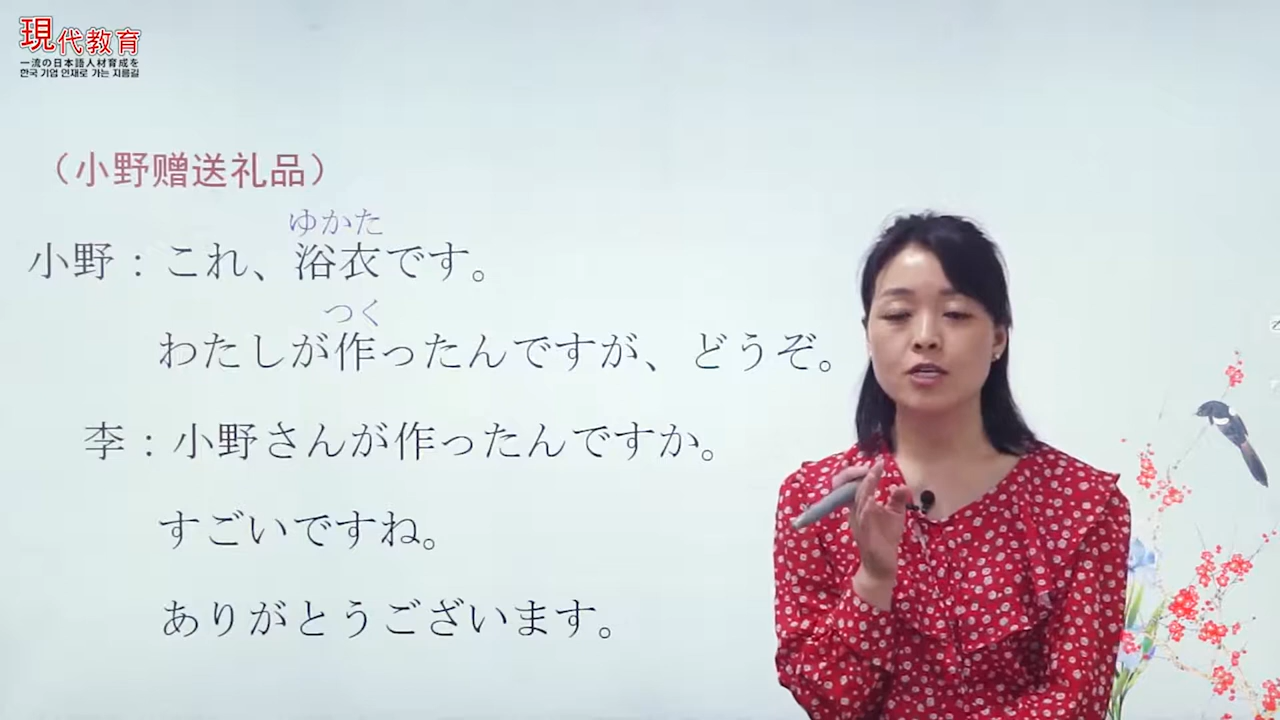 現代教育
一流の日本語人材育成を
한국 기업 인재로 가는 지름길
（小野赠送礼品）
ゆかた
小野：これ、浴衣です。
つく
わたしが作ったんですが、どうぞ。
李：小野さんが作ったんですか。
すごいですね。
ありがとうございます。